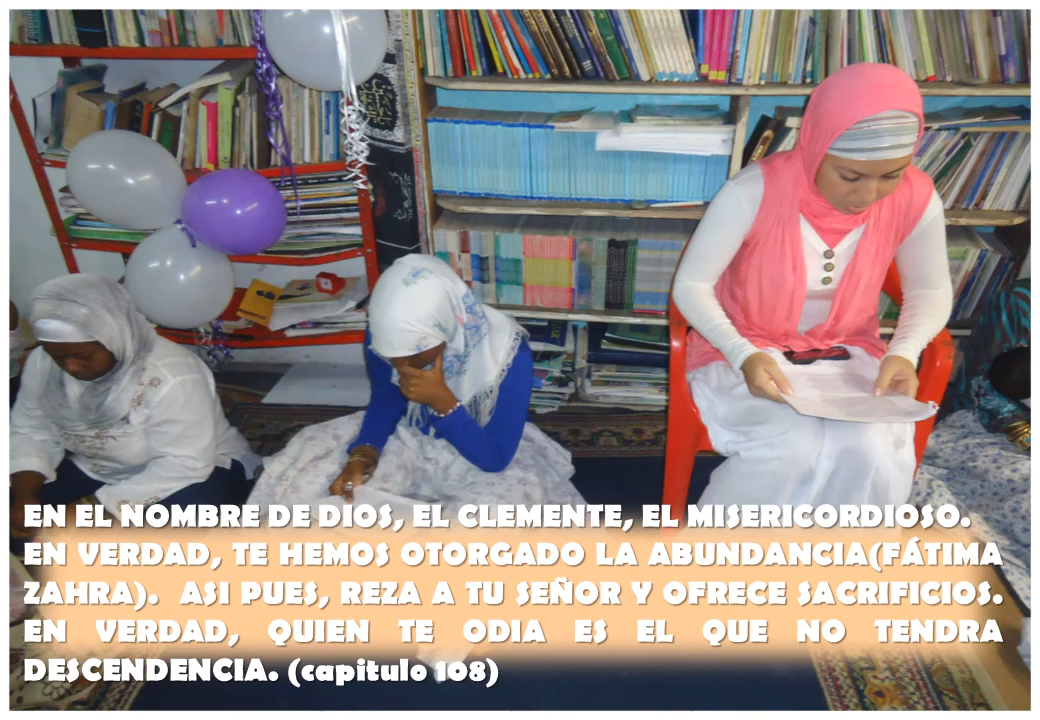 EN EL NOMBRE DE DIOS, EL CLEMENTE, EL MISERICORDIOSO.
EN VERDAD, TE HEMOS OTORGADO LA ABUNDANCIA(FÁTIMA
ZAHRA). ASI PUES, REZA A TU SEÑOR Y OFRECE SACRIFICIOS.
EN VERDAD, QUIEN TE ODIA ES EL QUE NO TENDRA
DESCENDENCIA. (capitulo 108)